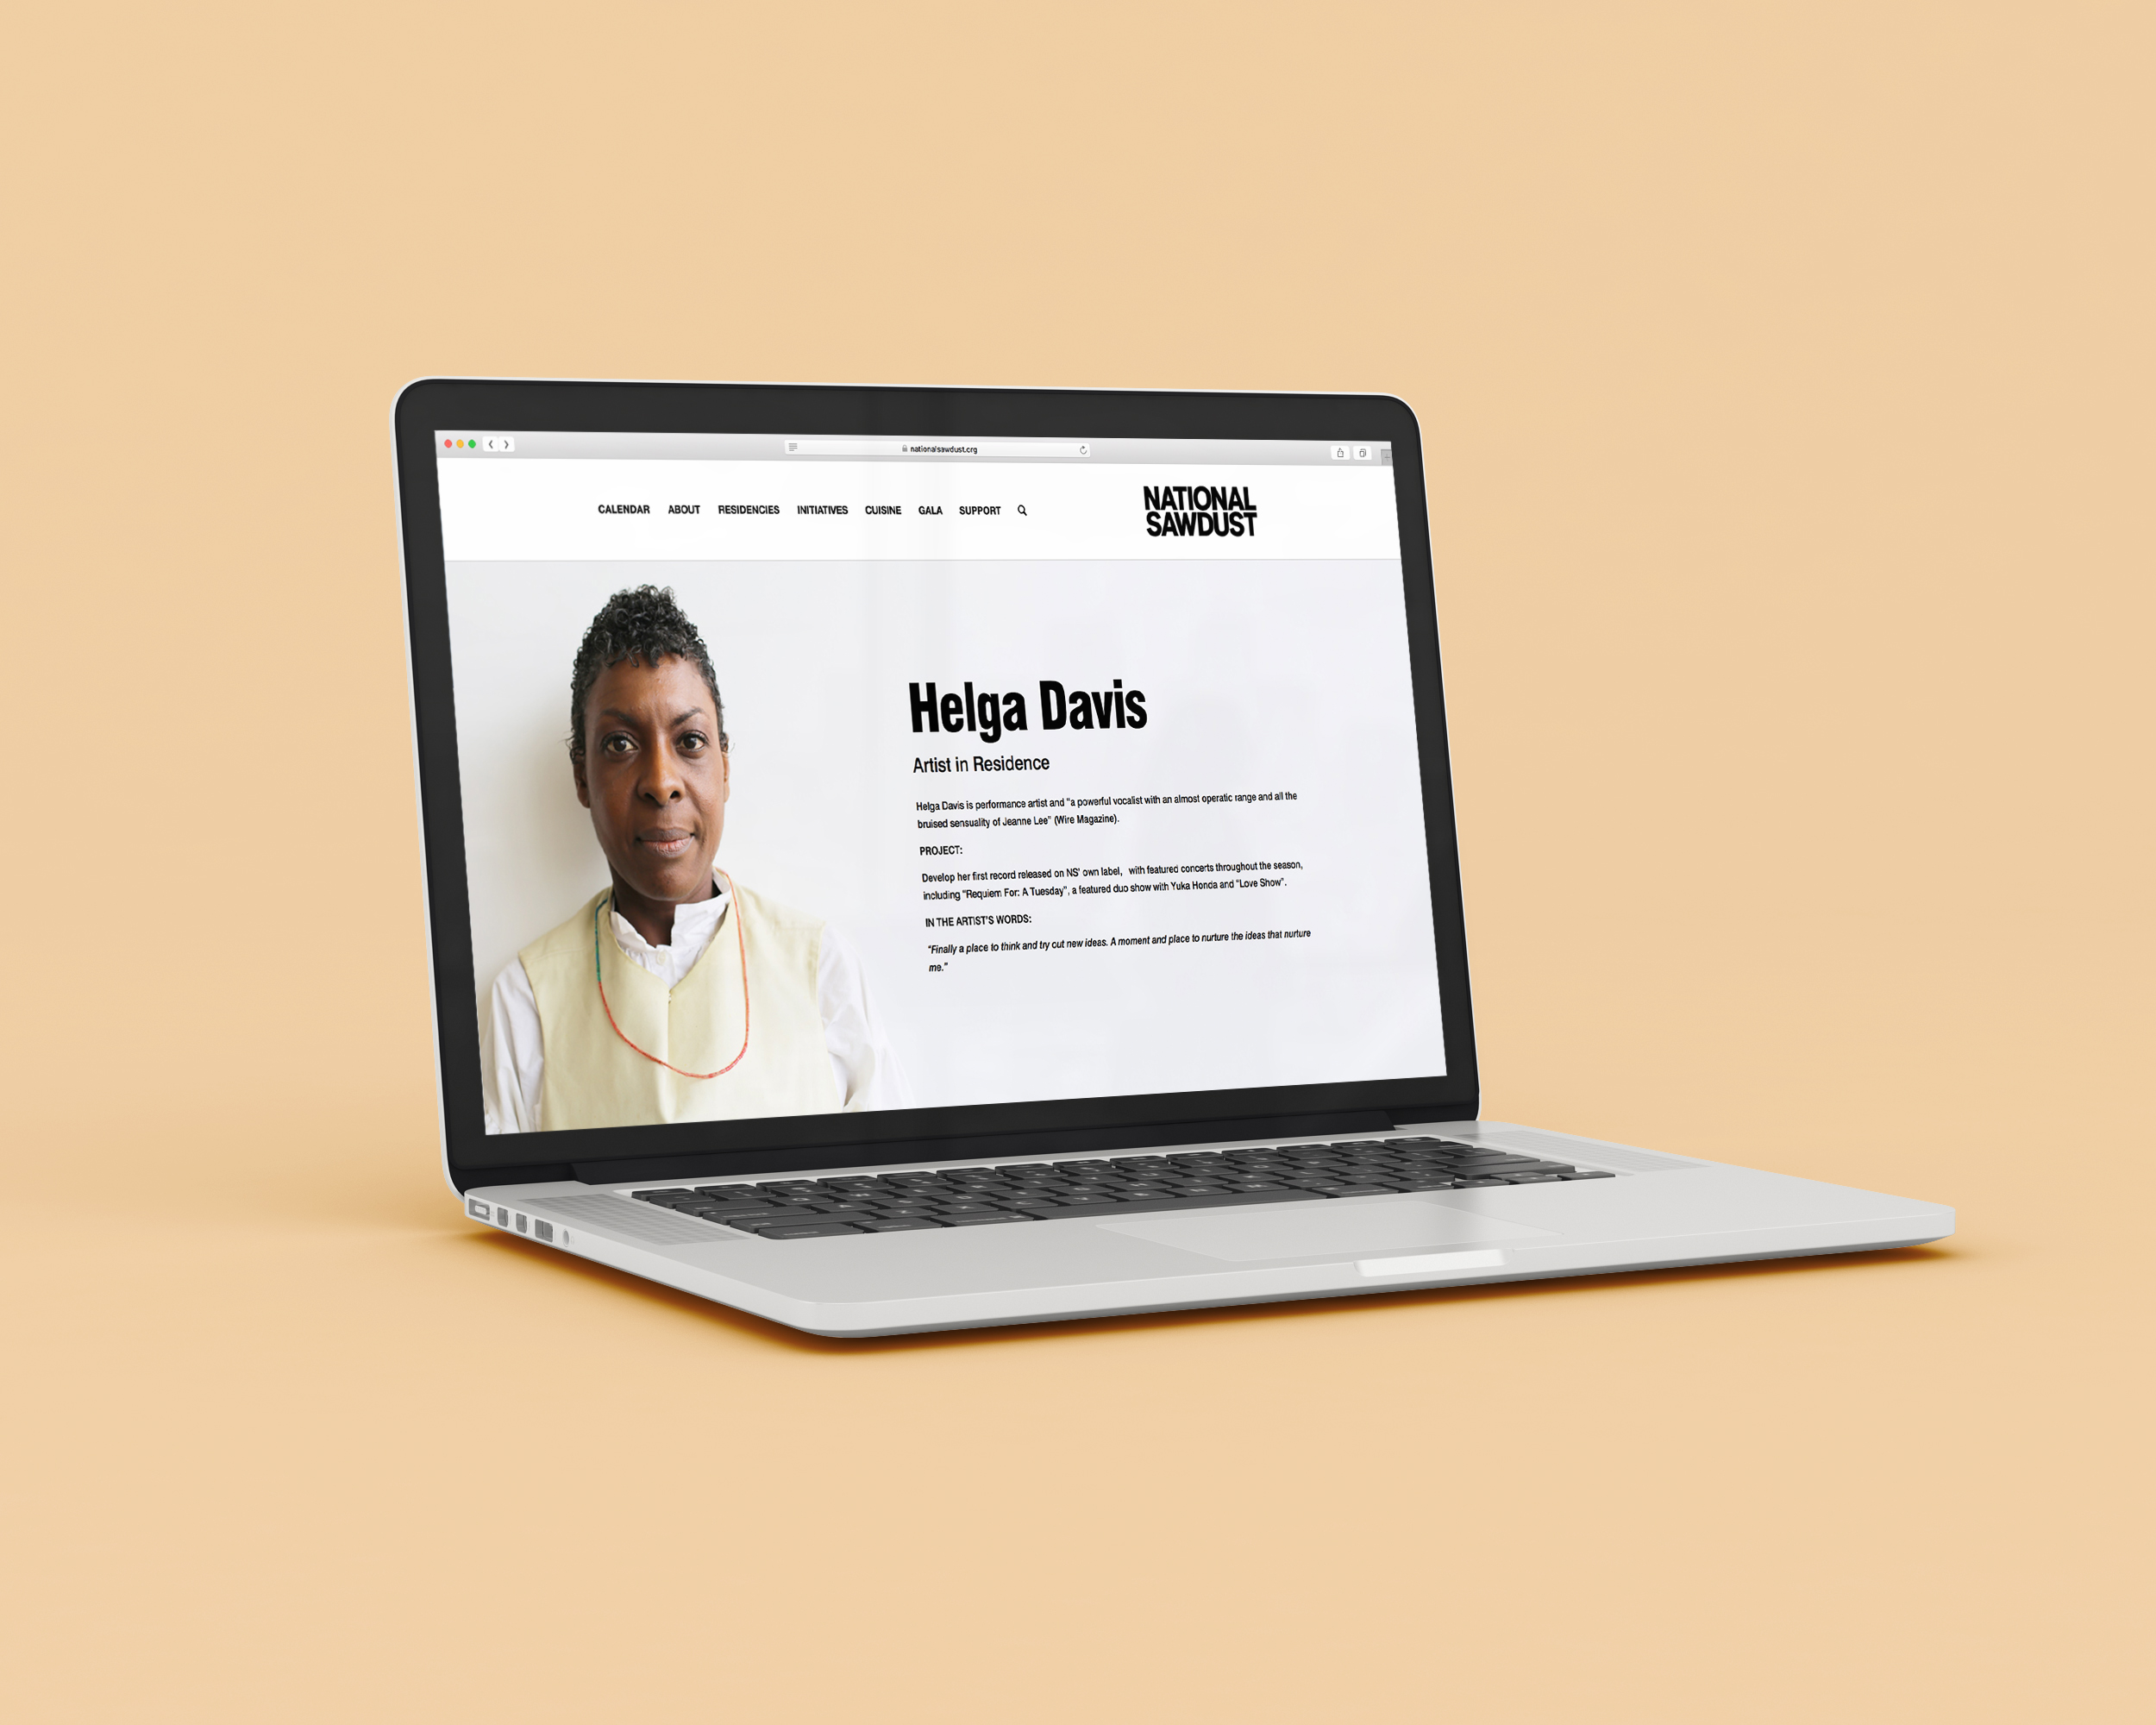 nationalsawdust.org
CALENDAR ABOUT RESIDENCIES INITIATIVES CUISINE GALA SUPPORT
NATIONAL
SAWDUST
Helga Davis
Artist in Residence
Helga Davis is performance artist and "a powerful vocalist with an almost operatic range and all the
bruised sensuality of Jeanne Lee" (Wire Magazine).
PROJECT:
Develop her first record released on NS' own label, with featured concerts throughout the season,
including "Requiem For: A Tuesday", a featured duo show with Yuka Honda and "Love Show".
IN THE ARTIST'S WORDS:
"Finally a place to think and try out new ideas. A moment and place to nurture the ideas that nurture
me."